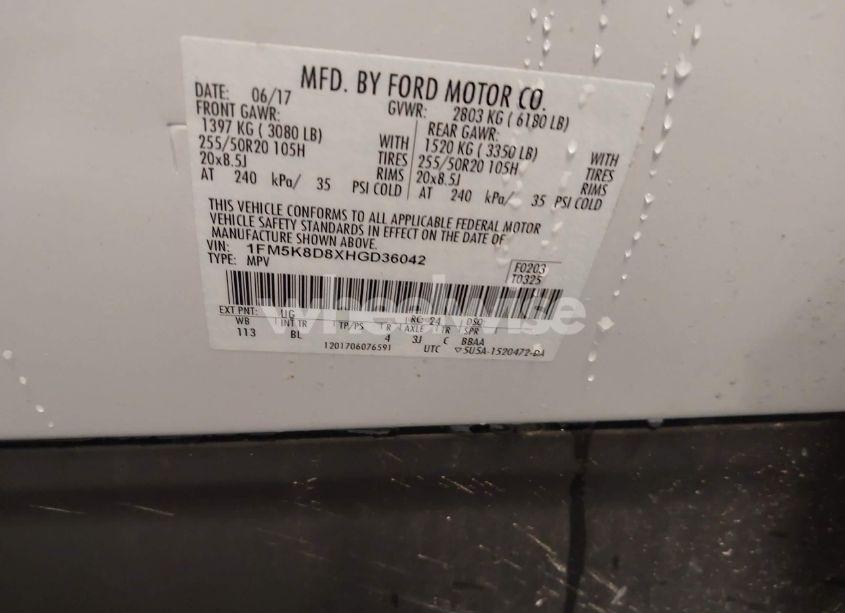 MFD. BY FORD MOTOR CO.
DATE: 06/17 GVWR: 2803 KG ( 6180 LB)
FRONT GAWR: REAR GAWR:
1397 KG ( 3080 LB) WITH 1520 KG ( 3350 LB) WITH
255/50R20 105H TIRES 255/50R20 105H TIRES
20x8.5J RIMS 20x8.5J RIMS
AT 240 kPa/ 35 PSI COLD AT 240 kPa/ 35 PSI COLD
THIS VEHICLE CONFORMS TO ALL APPLICABLE FEDERAL MOTOR
VEHICLE SAFETY STANDARDS IN EFFECT ON THE DATE OF
MANUFACTURE SHOWN ABOVE.
VIN: 1FM5K8D8XHGD36042 F0203
TYPE: MPV T0325
wheelwise
EXT PNT: UG RC: 24 DSO:
WB INT TR TP/PS R AXLE TR SPR
113 BL 4 3J C BBAA
1201706076591 UTC ▽5U5A-1520472-DA